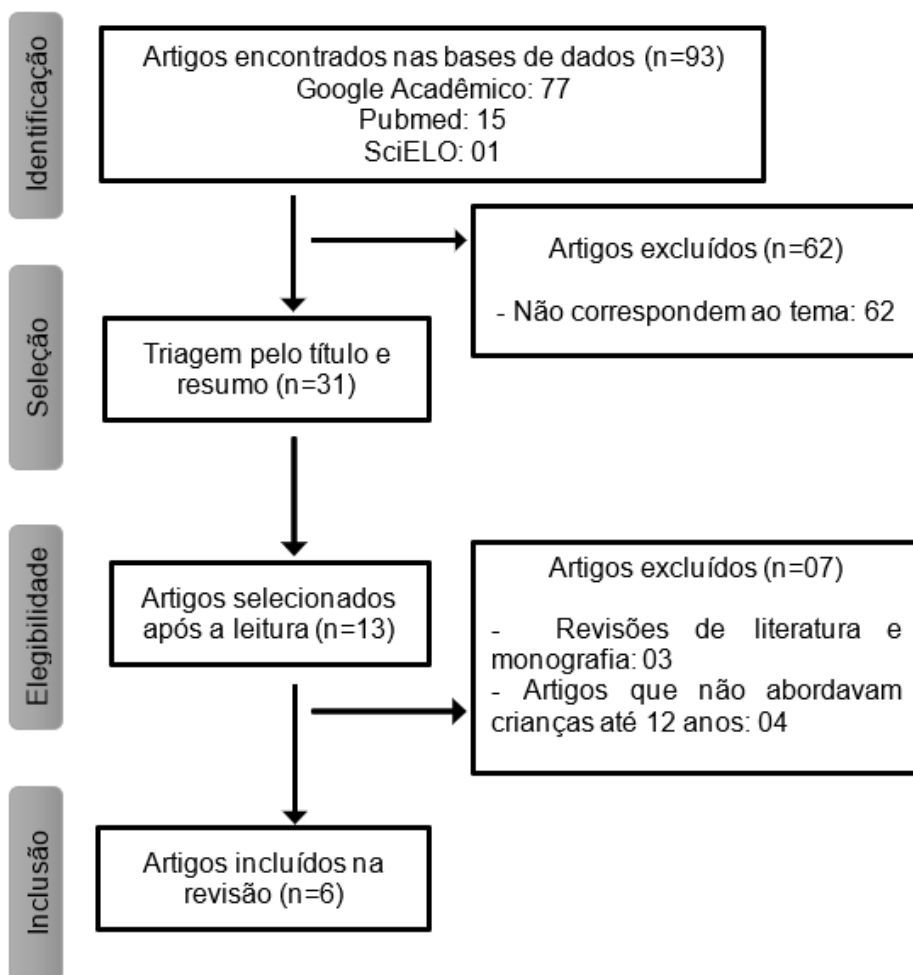 Identificação
Artigos encontrados nas bases de dados (n=93)
Google Acadêmico: 77
Pubmed: 15
SciELO: 01
Artigos excluídos (n=62)
- Não correspondem ao tema: 62
Seleção
Triagem pelo título e
resumo (n=31)
Elegibilidade
Artigos selecionados
após a leitura (n=13)
Artigos excluídos (n=07)
- Revisões de literatura e
monografia: 03
- Artigos que não abordavam
crianças até 12 anos: 04
Inclusão
Artigos incluídos na
revisão (n=6)